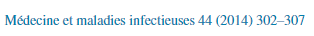 Médecine et maladies infectieuses 44 (2014) 302–307